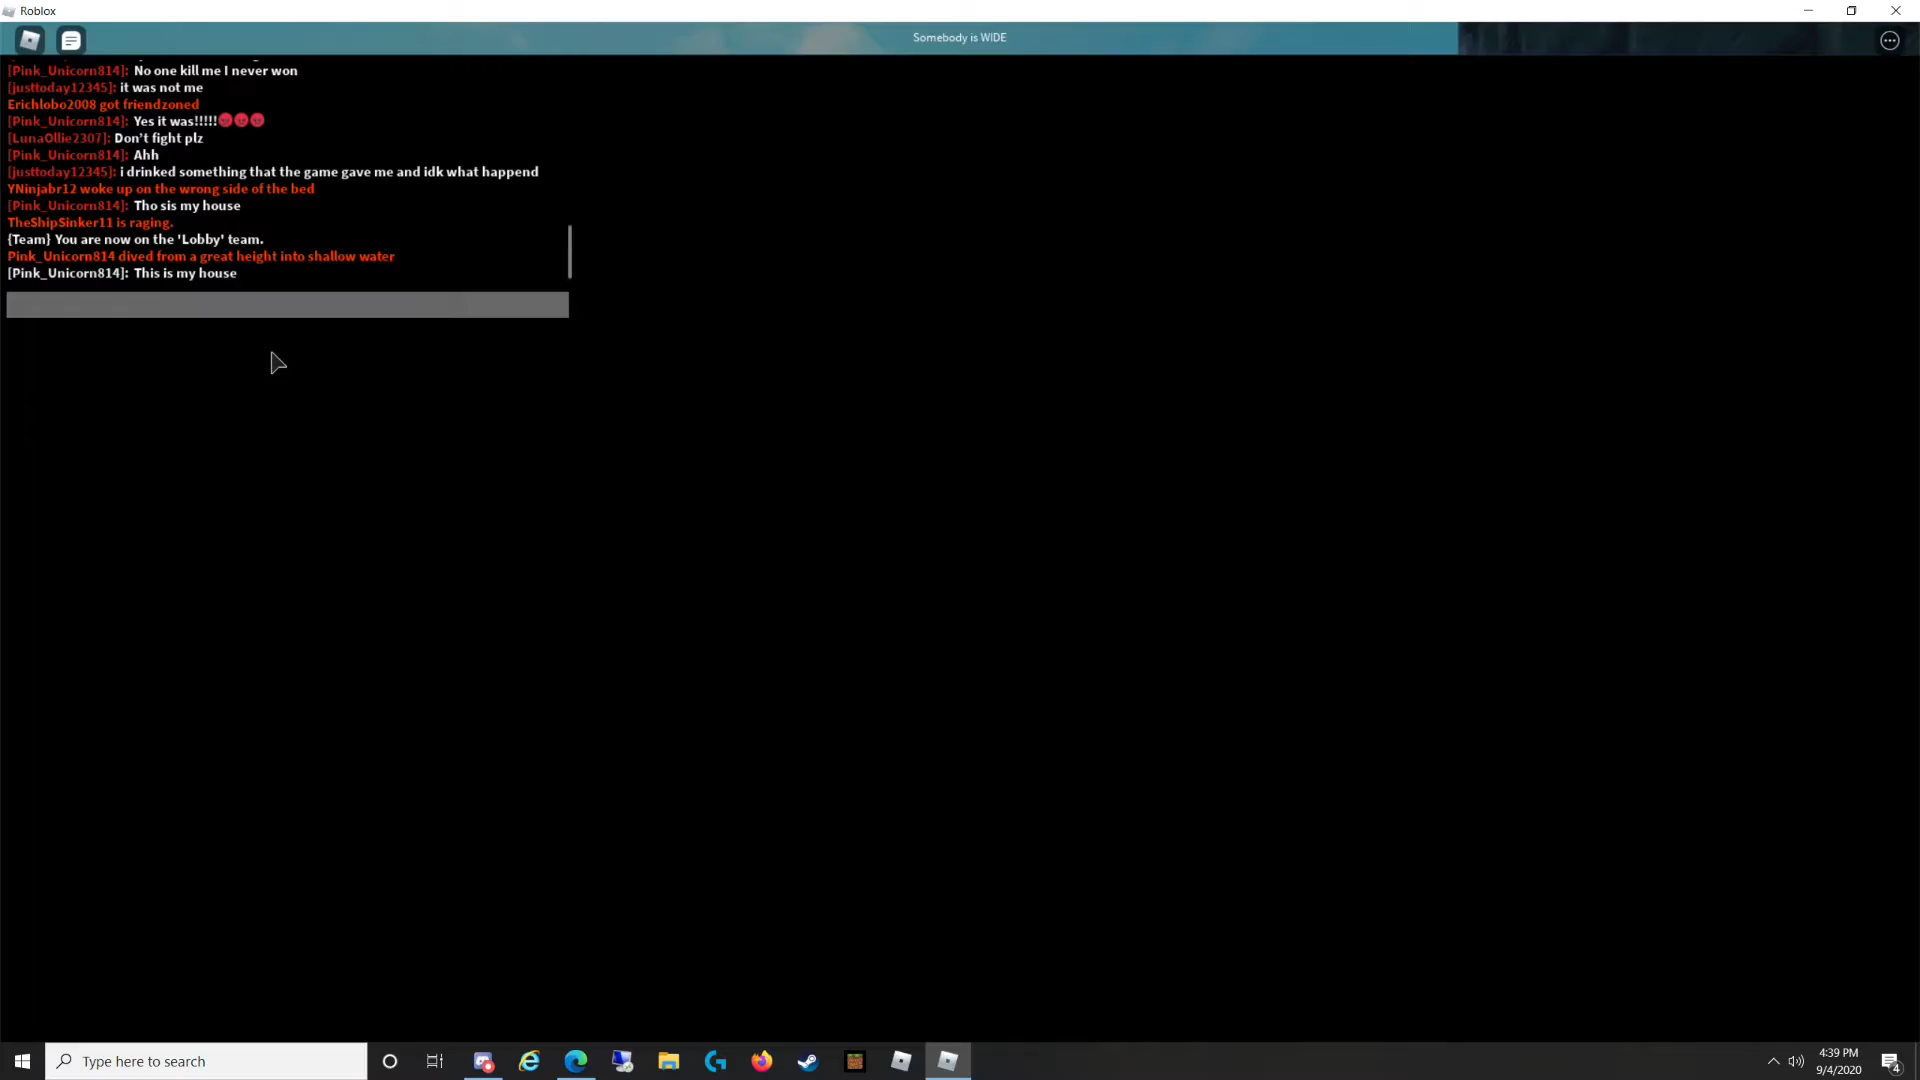 Roblox
Somebody is WIDE
[Pink_Unicorn814]: No one kill me I never won
[justtoday12345]: it was not me
Erichlobo2008 got friendzoned
[Pink_Unicorn814]: Yes it was!!!!!😡😡😡
[LunaOllie2307]: Don't fight plz
[Pink_Unicorn814]: Ahh
[justtoday12345]: i drinked something that the game gave me and idk what happend
YNinjabr12 woke up on the wrong side of the bed
[Pink_Unicorn814]: Tho sis my house
TheShipSinker11 is raging.
{Team} You are now on the 'Lobby' team.
Pink_Unicorn814 dived from a great height into shallow water
[Pink_Unicorn814]: This is my house
Type here to search
4:39 PM
9/4/2020
4